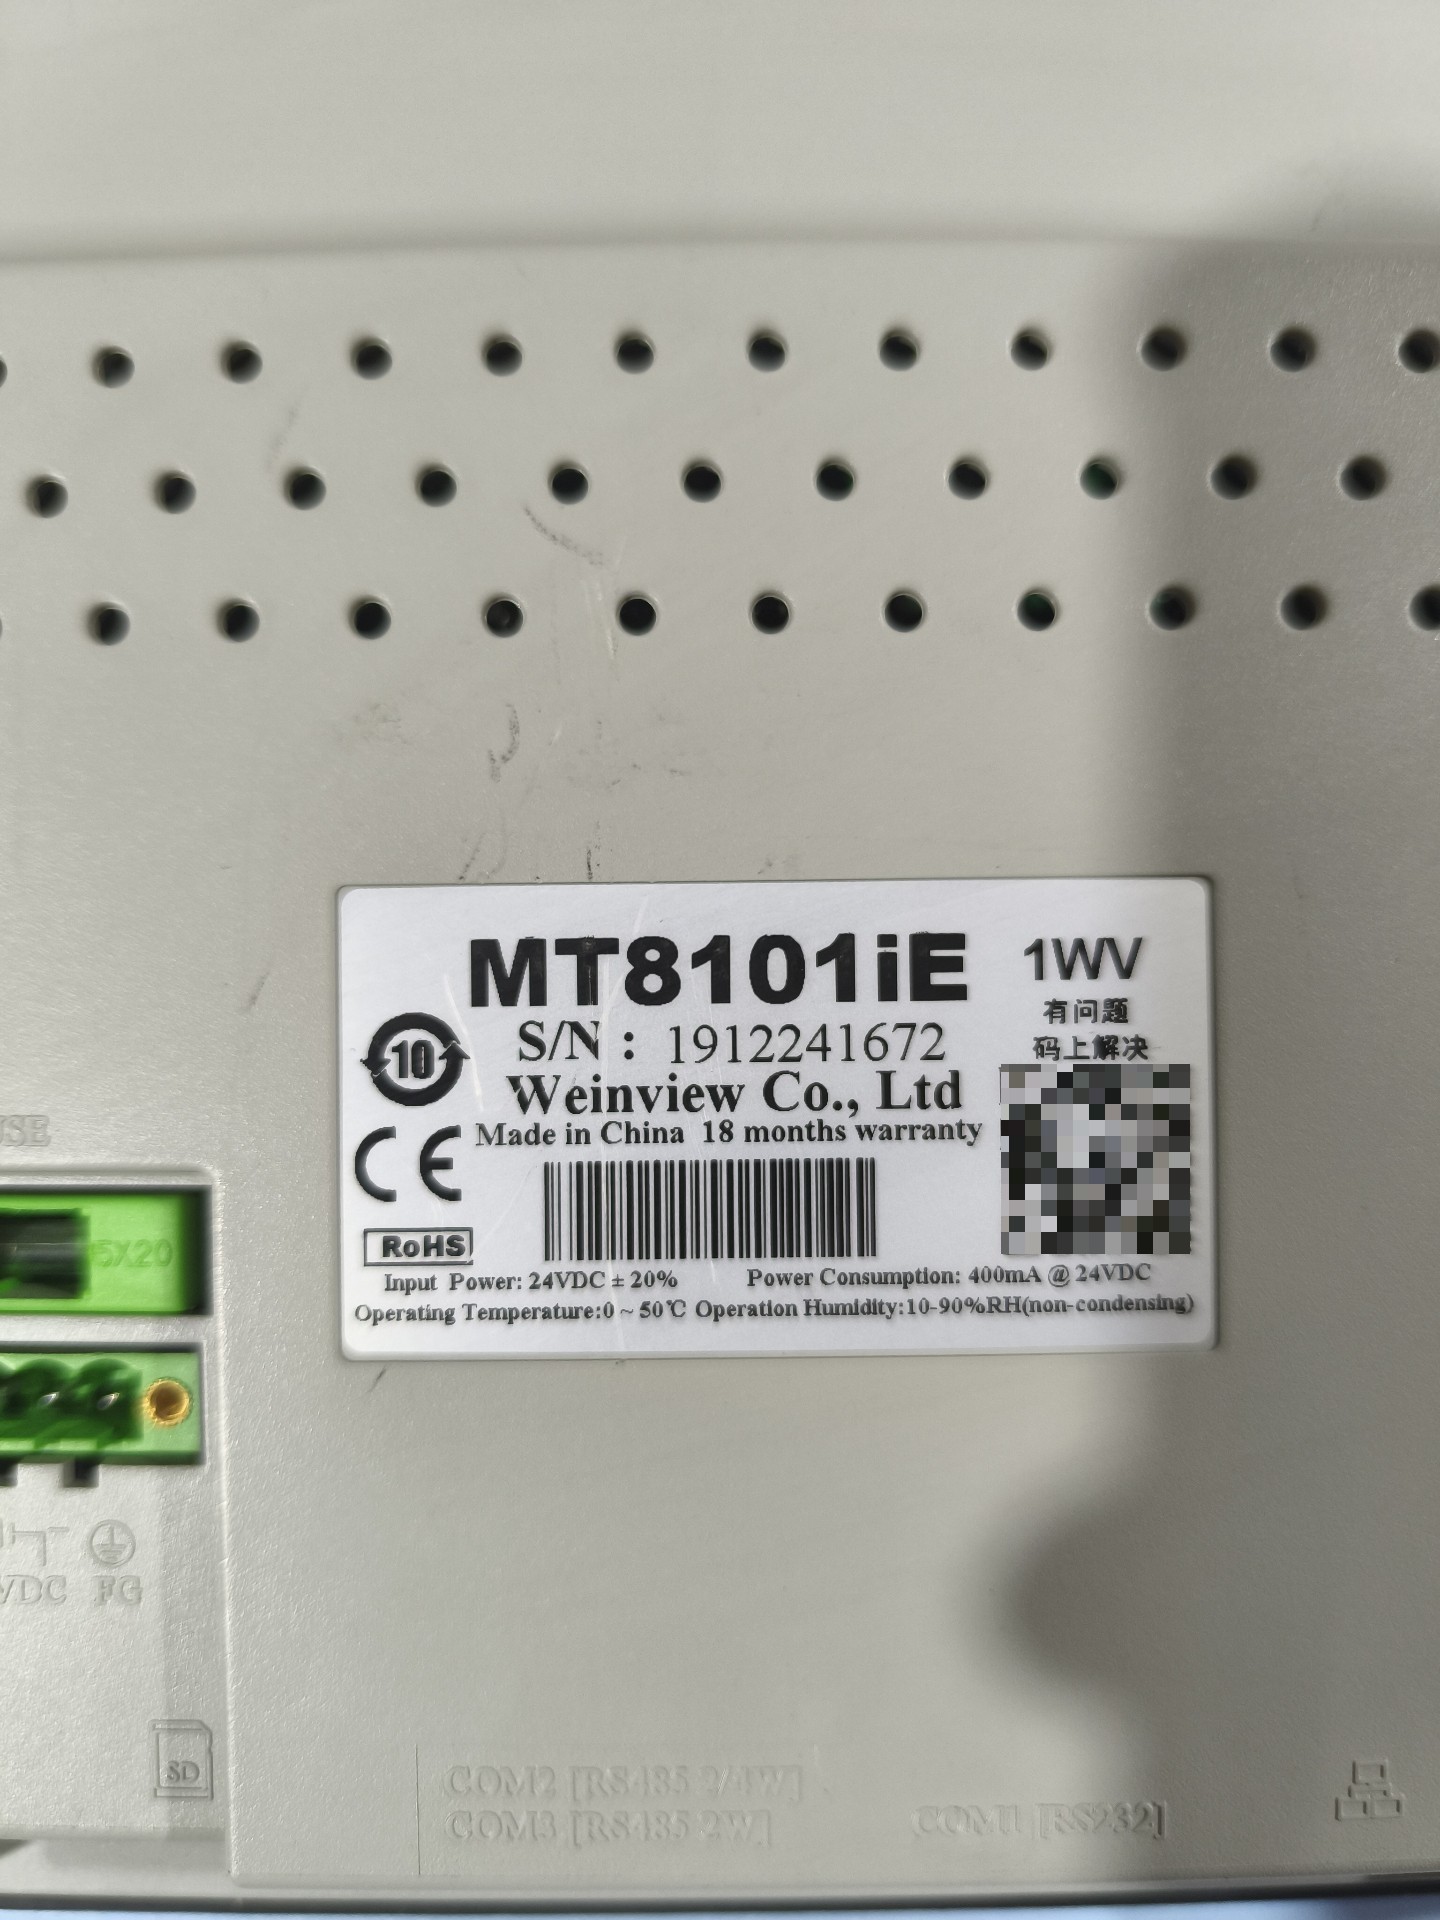 MT8101iE
1WV
有问题
码上解决
10
S/N : 1912241672
Weinview Co., Ltd
Made in China 18 months warranty
CE
RoHS
Input Power: 24VDC ± 20% Power Consumption: 400mA @ 24VDC
Operating Temperature:0 ~ 50℃ Operation Humidity:10-90%RH(non-condensing)
5X20
VDC FG
SD
COM2 [RS485 2/4W]
COM3 [RS485 2W]
COM1 [RS232]